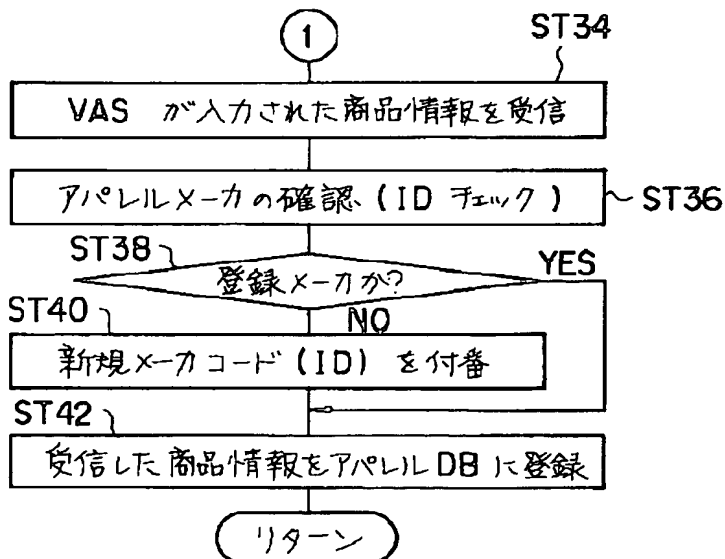 1
ST34
VAS が入力された商品情報を受信
アパレルメーカの確認(IDチェック)
ST36
ST38
登録メーカか?
YES
ST40
NO
新規メーカコード(ID)を付番
ST42
受信した商品情報をアパレルDBに登録
リターン